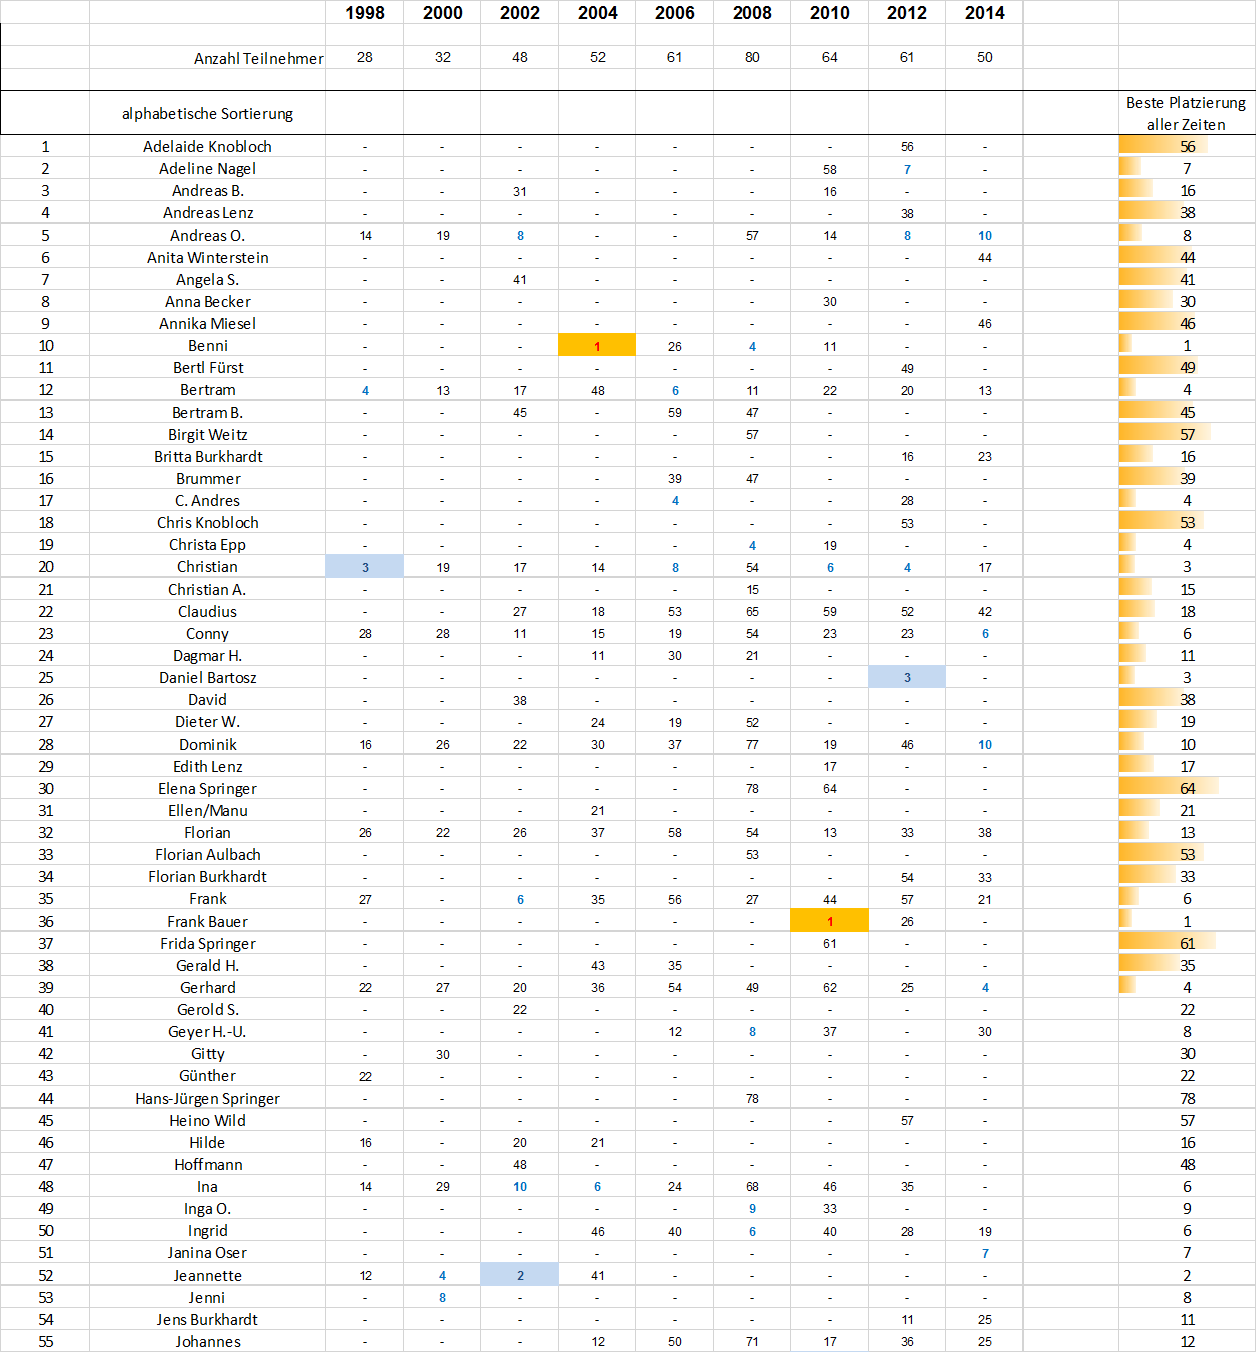 1998 2000 2002 2004 2006 2008 2010 2012 2014
Anzahl Teilnehmer 28 32 48 52 61 80 64 61 50
alphabetische Sortierung Beste Platzierung
aller Zeiten
1 Adelaide Knobloch - - - - - - - 56 - 56
2 Adeline Nagel - - - - - - 58 7 - 7
3 Andreas B. - - 31 - - - 16 - - 16
4 Andreas Lenz - - - - - - - 38 - 38
5 Andreas O. 14 19 8 - - 57 14 8 10 8
6 Anita Winterstein - - - - - - - - 44 44
7 Angela S. - - 41 - - - - - - 41
8 Anna Becker - - - - - - 30 - - 30
9 Annika Miesel - - - - - - - - 46 46
10 Benni - - - 1 26 4 11 - - 1
11 Bertl Fürst - - - - - - - 49 - 49
12 Bertram 4 13 17 48 6 11 22 20 13 4
13 Bertram B. - - 45 - 59 47 - - - 45
14 Birgit Weitz - - - - - 57 - - - 57
15 Britta Burkhardt - - - - - - - 16 23 16
16 Brummer - - - - 39 47 - - - 39
17 C. Andres - - - - 4 - - 28 - 4
18 Chris Knobloch - - - - - - - 53 - 53
19 Christa Epp - - - - - 4 19 - - 4
20 Christian 3 19 17 14 8 54 6 4 17 3
21 Christian A. - - - - - 15 - - - 15
22 Claudius - - 27 18 53 65 59 52 42 18
23 Conny 28 28 11 15 19 54 23 23 6 6
24 Dagmar H. - - - 11 30 21 - - - 11
25 Daniel Bartosz - - - - - - - 3 - 3
26 David - - 38 - - - - - - 38
27 Dieter W. - - - 24 19 52 - - - 19
28 Dominik 16 26 22 30 37 77 19 46 10 10
29 Edith Lenz - - - - - - 17 - - 17
30 Elena Springer - - - - - 78 64 - - 64
31 Ellen/Manu - - - 21 - - - - - 21
32 Florian 26 22 26 37 58 54 13 33 38 13
33 Florian Aulbach - - - - - 53 - - - 53
34 Florian Burkhardt - - - - - - - 54 33 33
35 Frank 27 - 6 35 56 27 44 57 21 6
36 Frank Bauer - - - - - - 1 26 - 1
37 Frida Springer - - - - - - 61 - - 61
38 Gerald H. - - - 43 35 - - - - 35
39 Gerhard 22 27 20 36 54 49 62 25 4 4
40 Gerold S. - - 22 - - - - - - 22
41 Geyer H.-U. - - - - 12 8 37 - 30 8
42 Gitty - 30 - - - - - - - 30
43 Günther 22 - - - - - - - - 22
44 Hans-Jürgen Springer - - - - - 78 - - - 78
45 Heino Wild - - - - - - - 57 - 57
46 Hilde 16 - 20 21 - - - - - 16
47 Hoffmann - - 48 - - - - - - 48
48 Ina 14 29 10 6 24 68 46 35 - 6
49 Inga O. - - - - - 9 33 - - 9
50 Ingrid - - - 46 40 6 40 28 19 6
51 Janina Oser - - - - - - - - 7 7
52 Jeannette 12 4 2 41 - - - - - 2
53 Jenni - 8 - - - - - - - 8
54 Jens Burkhardt - - - - - - - 11 25 11
55 Johannes - - - 12 50 71 17 36 25 12